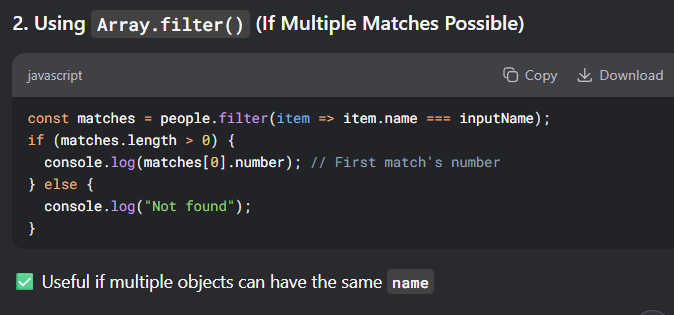 2. Using Array.filter() (If Multiple Matches Possible)
javascript
Copy
Download
const matches = people.filter(item => item.name === inputName);
if (matches.length > 0) {
  console.log(matches[0].number); // First match's number
} else {
  console.log("Not found");
}
✅ Useful if multiple objects can have the same name